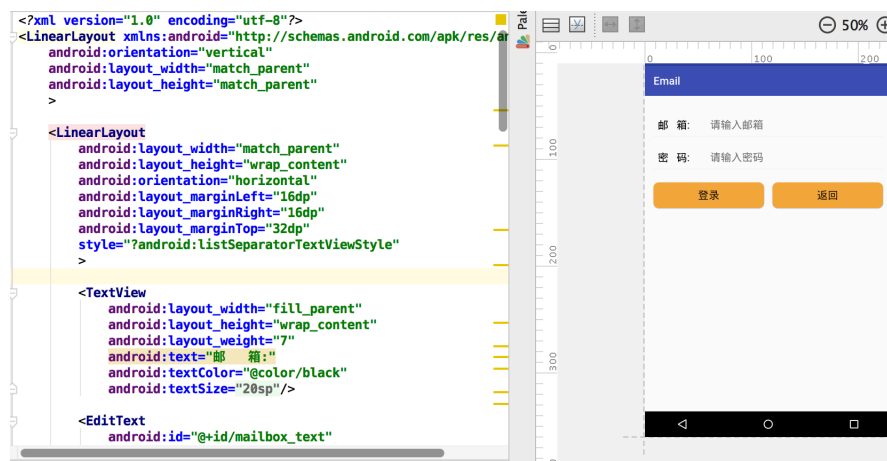 <?xml version="1.0" encoding="utf-8"?>
<LinearLayout xmlns:android="http://schemas.android.com/apk/res/an
android:orientation="vertical"
android:layout_width="match_parent"
android:layout_height="match_parent"
>
<LinearLayout
android:layout_width="match_parent"
android:layout_height="wrap_content"
android:orientation="horizontal"
android:layout_marginLeft="16dp"
android:layout_marginRight="16dp"
android:layout_marginTop="32dp"
style="?android:listSeparatorTextViewStyle"
>
<TextView
android:layout_width="fill_parent"
android:layout_height="wrap_content"
android:layout_weight="7"
android:text="邮   箱:"
android:textColor="@color/black"
android:textSize="20sp"/>
<EditText
android:id="@+id/mailbox_text"
Pale
50%
0
100
200
0
100
200
300
Email
邮 箱: 请输入邮箱
密 码: 请输入密码
登录 返回